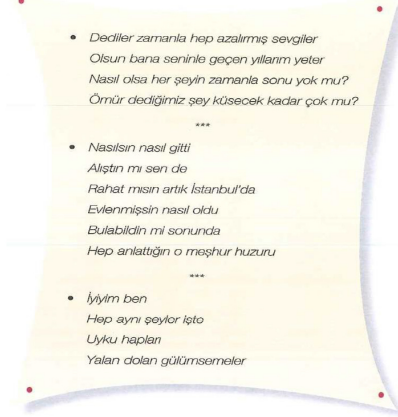 • Dediler zamanla hep azalırmış sevgiler
Olsun bana seninle geçen yıllarım yeter
Nasıl olsa her şeyin zamanla sonu yok mu?
Ömür dediğimiz şey küsecek kadar çok mu?
***
• Nasılsın nasıl gitti
Alıştın mı sen de
Rahat mısın artık İstanbul'da
Evlenmişsin nasıl oldu
Bulabildin mi sonunda
Hep anlattığın o meşhur huzuru
***
• İyiyim ben
Hep aynı şeyler işte
Uyku hapları
Yalan dolan gülümsemeler